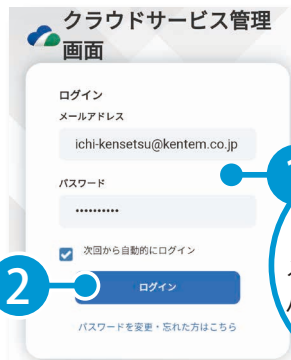 クラウドサービス管理
画面
ログイン
メールアドレス
ichi-kensetsu@kentem.co.jp
1
パスワード
••••••••••
次回から自動的にログイン
2
ログイン
パスワードを変更・忘れた方はこちら